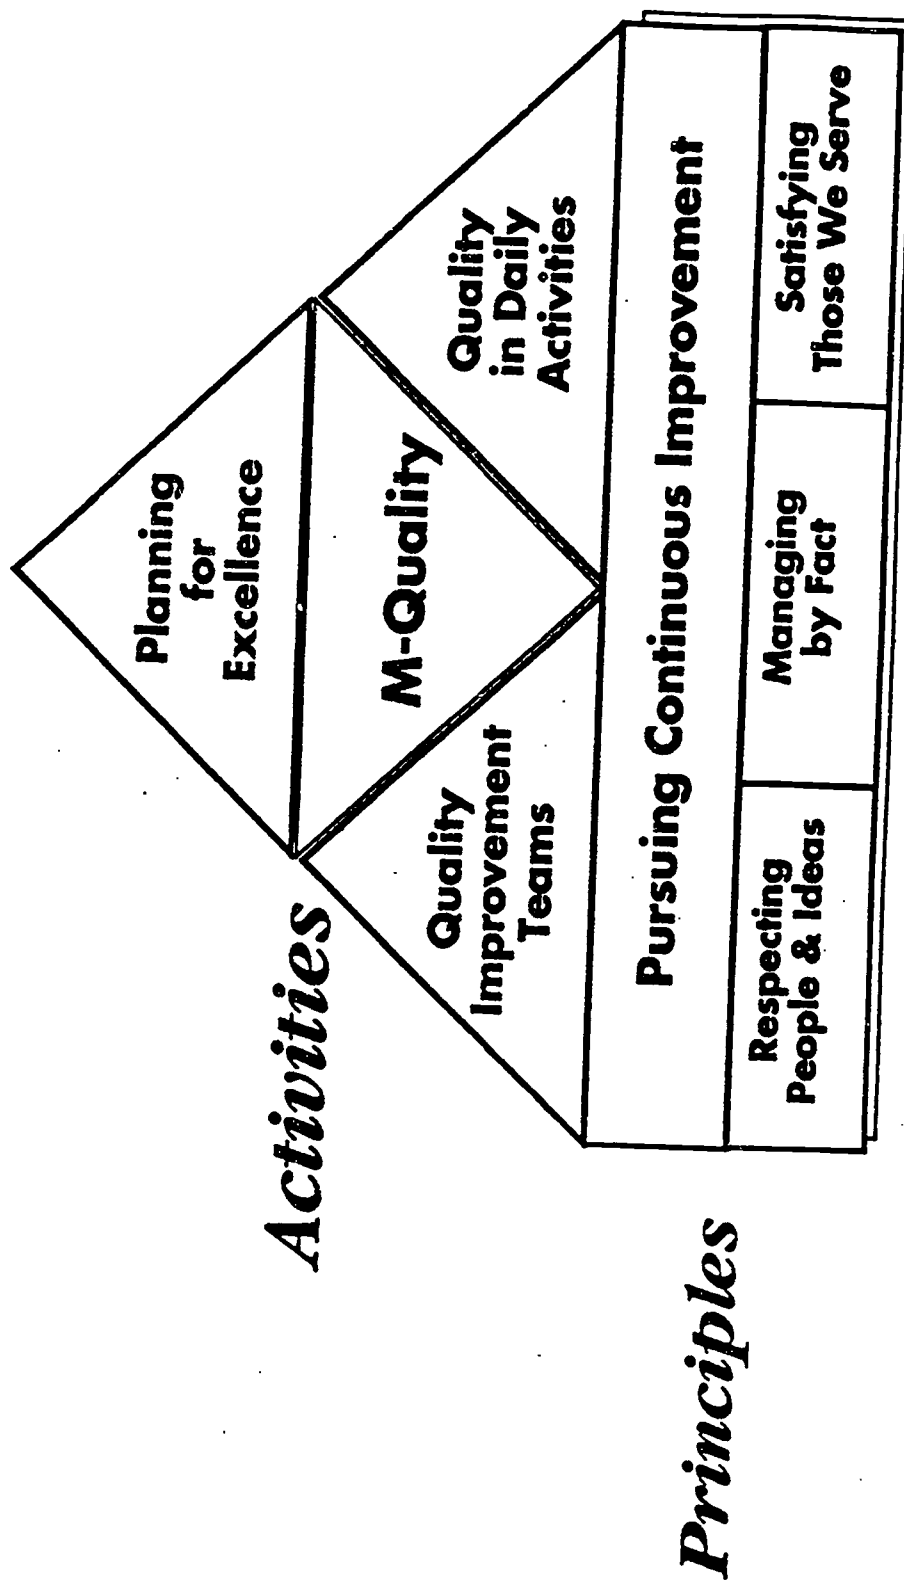 Planning
for
Excellence
Activities
M-Quality
Quality
Improvement
Teams
Quality
in Daily
Activities
Principles
Pursuing Continuous Improvement
Respecting
People & Ideas
Managing
by Fact
Satisfying
Those We Serve